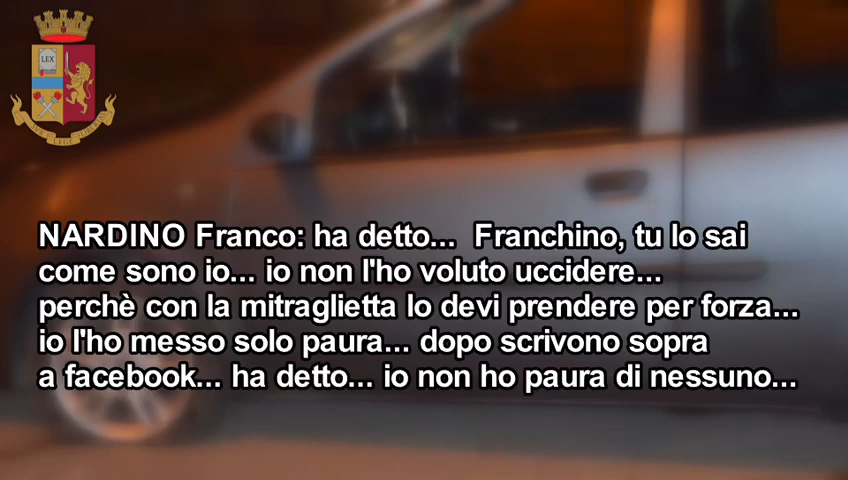 LEX
NARDINO Franco: ha detto... Franchino, tu lo sai
come sono io... io non l'ho voluto uccidere...
perchè con la mitraglietta lo devi prendere per forza...
io l'ho messo solo paura... dopo scrivono sopra
a facebook... ha detto... io non ho paura di nessuno...